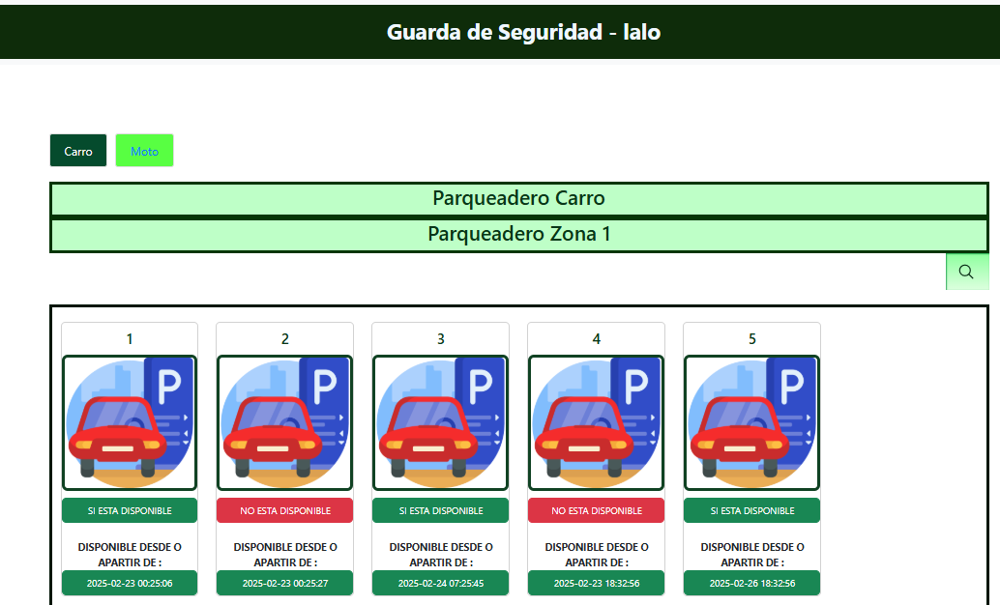 Guarda de Seguridad - lalo
Carro
Moto
Parqueadero Carro
Parqueadero Zona 1
1
2
3
4
5
P
P
P
P
P
SI ESTA DISPONIBLE
NO ESTA DISPONIBLE
SI ESTA DISPONIBLE
NO ESTA DISPONIBLE
SI ESTA DISPONIBLE
DISPONIBLE DESDE O
APARTIR DE :
DISPONIBLE DESDE O
APARTIR DE :
DISPONIBLE DESDE O
APARTIR DE :
DISPONIBLE DESDE O
APARTIR DE :
DISPONIBLE DESDE O
APARTIR DE :
2025-02-23 00:25:06
2025-02-23 00:25:27
2025-02-24 07:25:45
2025-02-23 18:32:56
2025-02-26 18:32:56